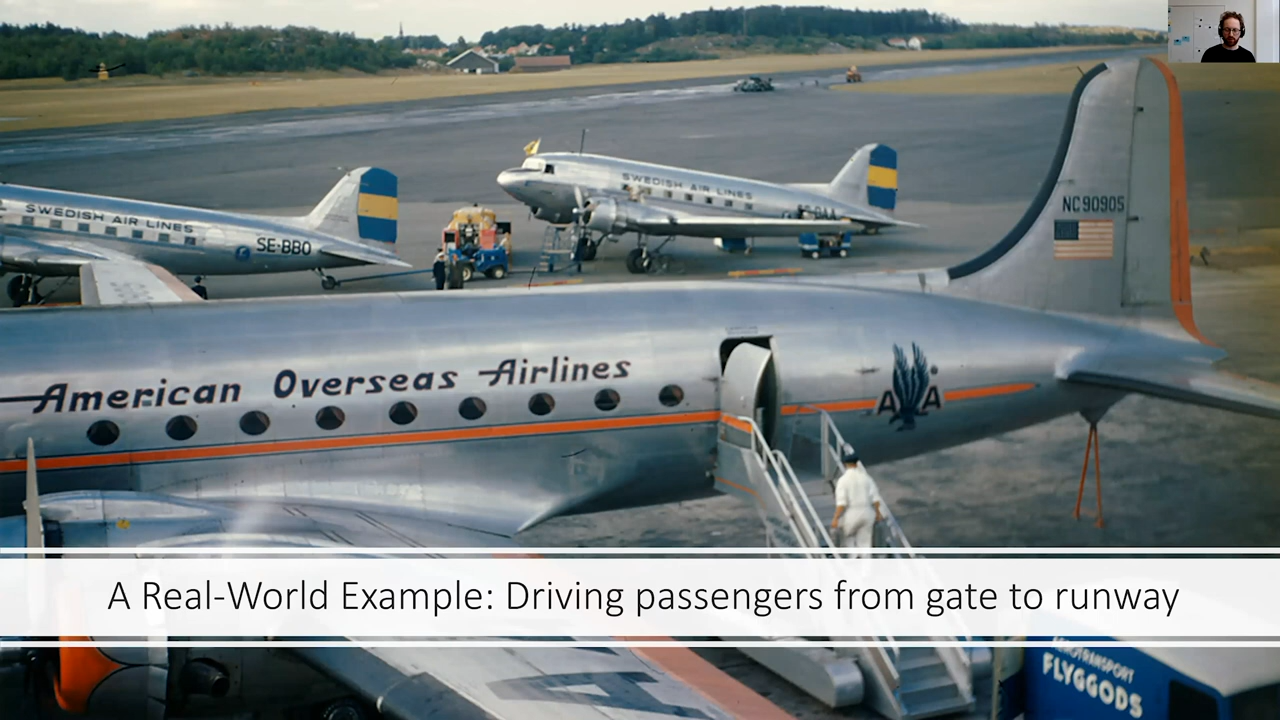 SWEDISH AIR LINES
SE-BBO
SWEDISH AIR LINES
NC90905
American Overseas Airlines
A A
A Real-World Example: Driving passengers from gate to runway
A
FLYGGODS